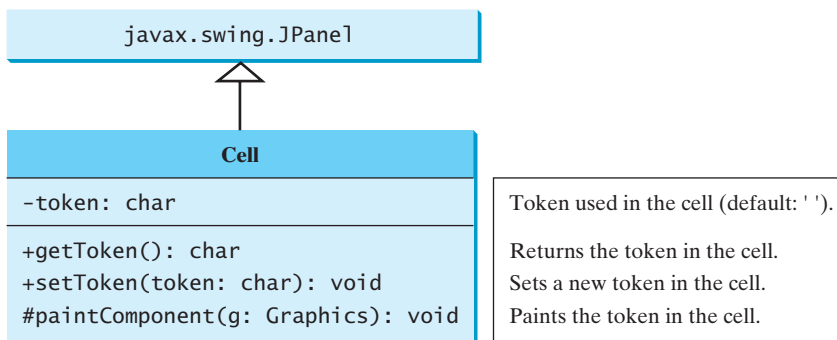 javax.swing.JPanel
Cell
-token: char
Token used in the cell (default: ' ').
+getToken(): char
Returns the token in the cell.
+setToken(token: char): void
Sets a new token in the cell.
#paintComponent(g: Graphics): void
Paints the token in the cell.